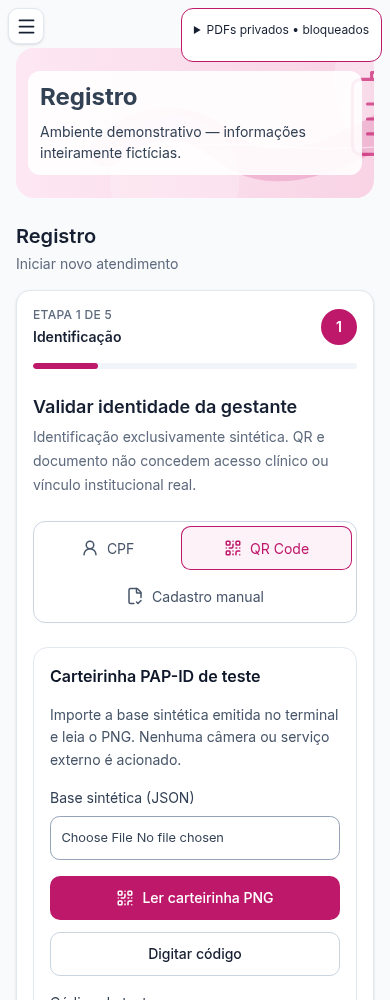 ▶ PDFs privados • bloqueados
Registro
Ambiente demonstrativo — informações
inteiramente fictícias.
Registro
Iniciar novo atendimento
ETAPA 1 DE 5
Identificação
1
Validar identidade da gestante
Identificação exclusivamente sintética. QR e
documento não concedem acesso clínico ou
vínculo institucional real.
CPF
QR Code
Cadastro manual
Carteirinha PAP-ID de teste
Importe a base sintética emitida no terminal
e leia o PNG. Nenhuma câmera ou serviço
externo é acionado.
Base sintética (JSON)
Choose File No file chosen
Ler carteirinha PNG
Digitar código